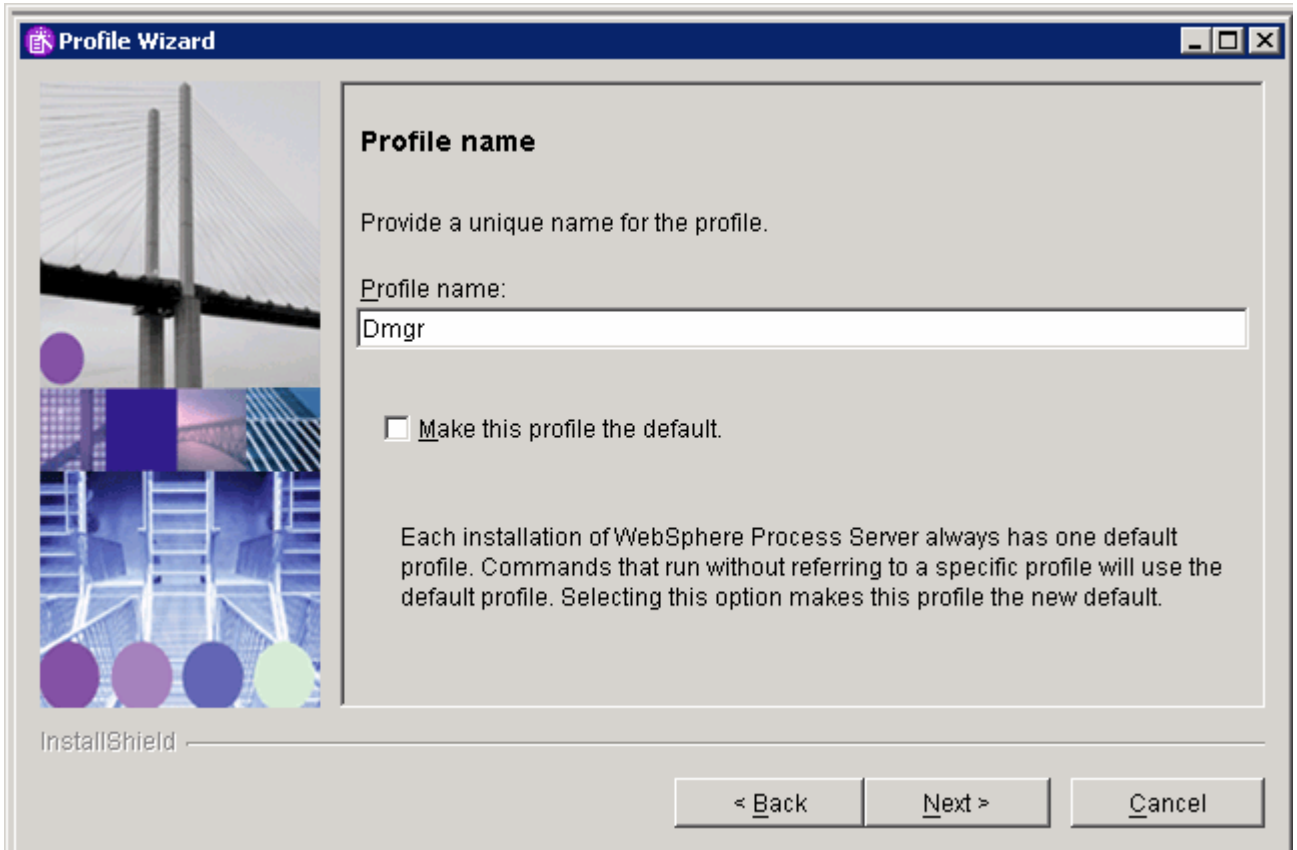 Profile Wizard
Profile name
Provide a unique name for the profile.
Profile name:
Dmgr
Make this profile the default.
Each installation of WebSphere Process Server always has one default
profile. Commands that run without referring to a specific profile will use the
default profile. Selecting this option makes this profile the new default.
InstallShield
< Back
Next >
Cancel